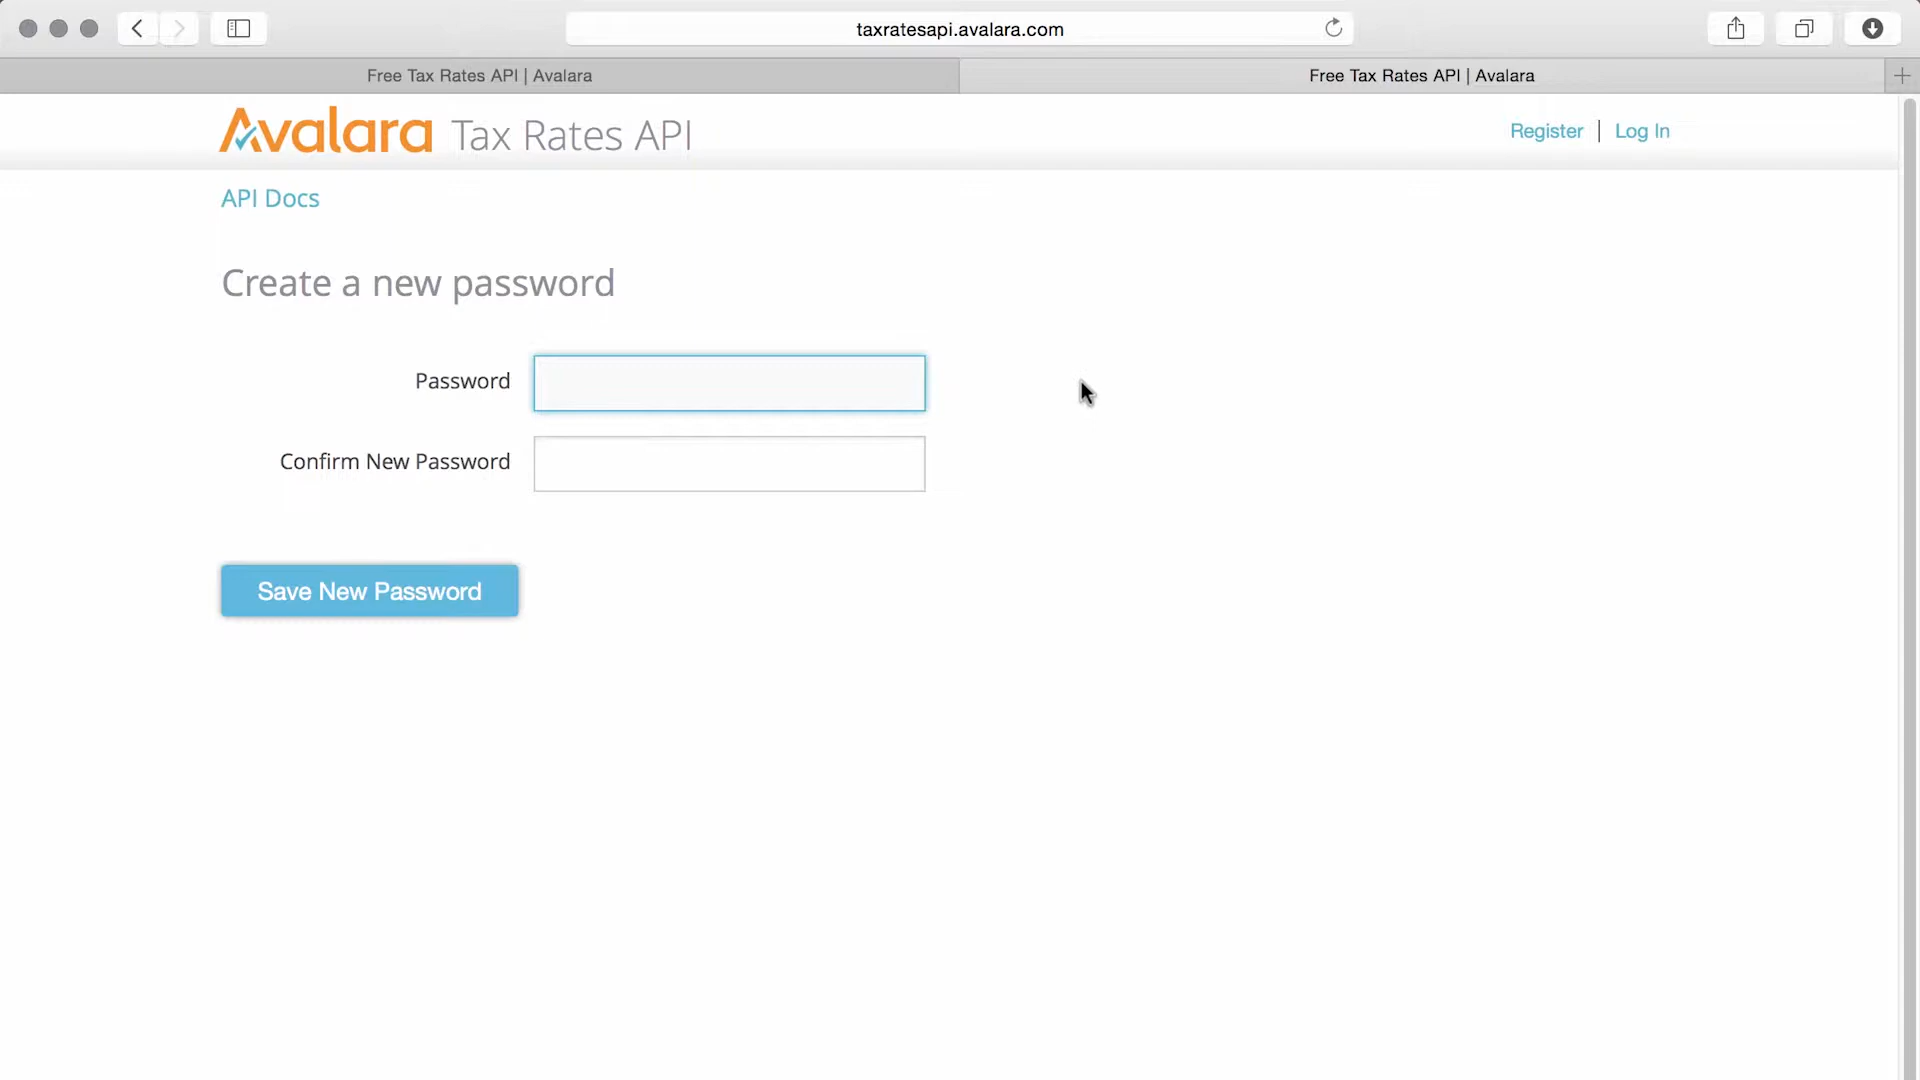 taxratesapi.avalara.com
Free Tax Rates API | Avalara
Free Tax Rates API | Avalara
Avalara Tax Rates API
Register | Log In
API Docs
Create a new password
Password
Confirm New Password
Save New Password